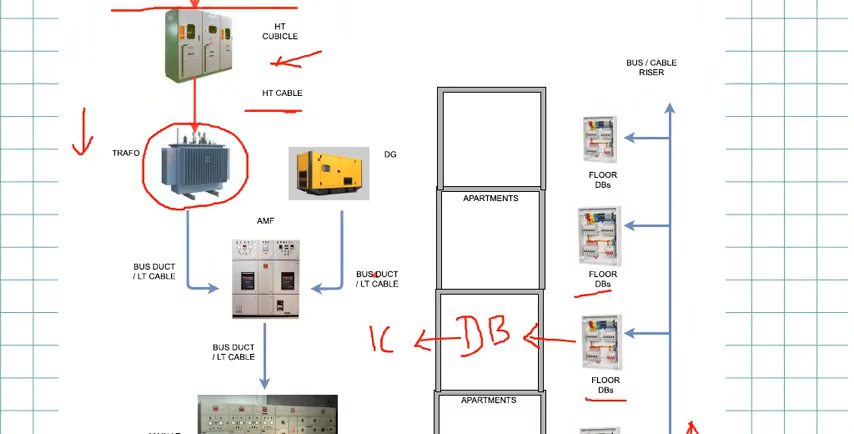 HT
CUBICLE
HT CABLE
TRAFO
DG
AMF
BUS DUCT
/ LT CABLE
BUS DUCT
/ LT CABLE
BUS DUCT
/ LT CABLE
BUS / CABLE
RISER
FLOOR
DBs
APARTMENTS
FLOOR
DBs
DB
FLOOR
DBs
APARTMENTS